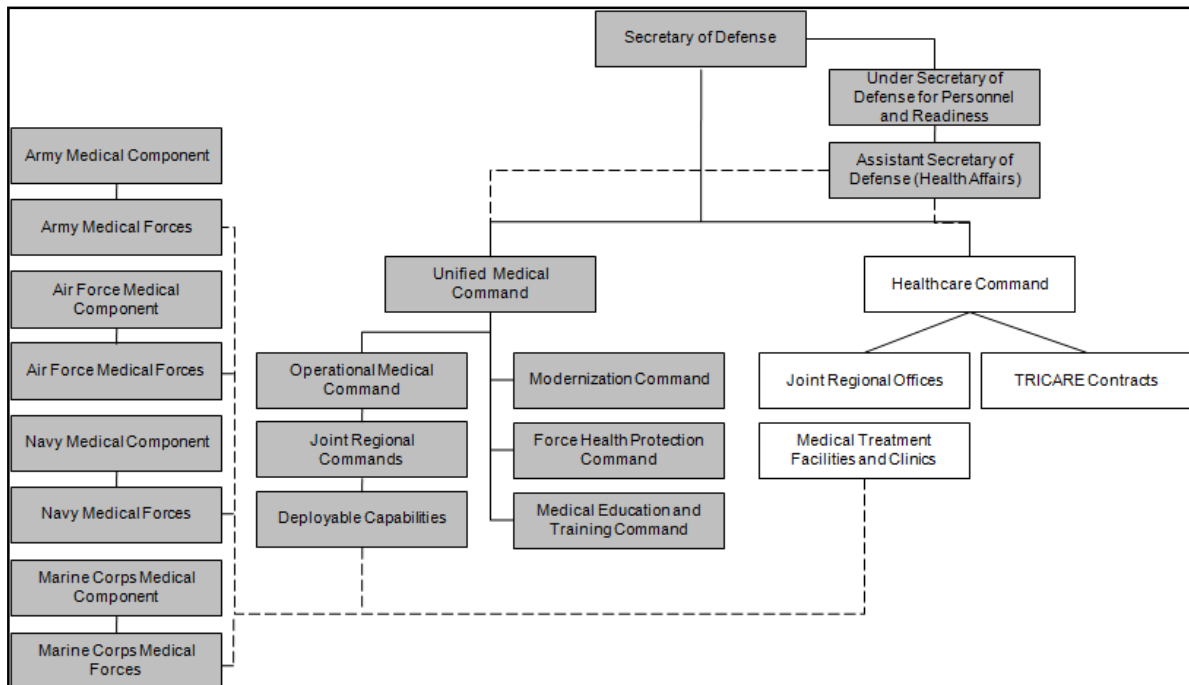 Secretary of Defense
Under Secretary of
Defense for Personnel
and Readiness
Assistant Secretary of
Defense (Health Affairs)
Army Medical Component
Army Medical Forces
Air Force Medical
Component
Air Force Medical Forces
Navy Medical Component
Navy Medical Forces
Marine Corps Medical
Component
Marine Corps Medical
Forces
Unified Medical
Command
Operational Medical
Command
Joint Regional
Commands
Deployable Capabilities
Modernization Command
Force Health Protection
Command
Medical Education and
Training Command
Healthcare Command
Joint Regional Offices
TRICARE Contracts
Medical Treatment
Facilities and Clinics